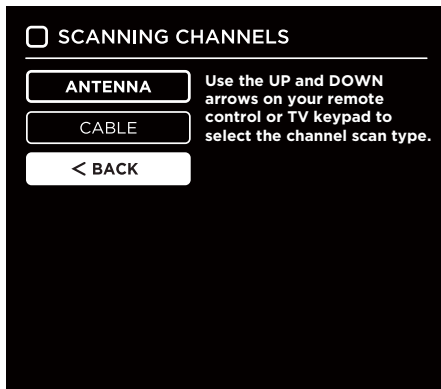 SCANNING CHANNELS
ANTENNA
CABLE
< BACK
Use the UP and DOWN
arrows on your remote
control or TV keypad to
select the channel scan type.